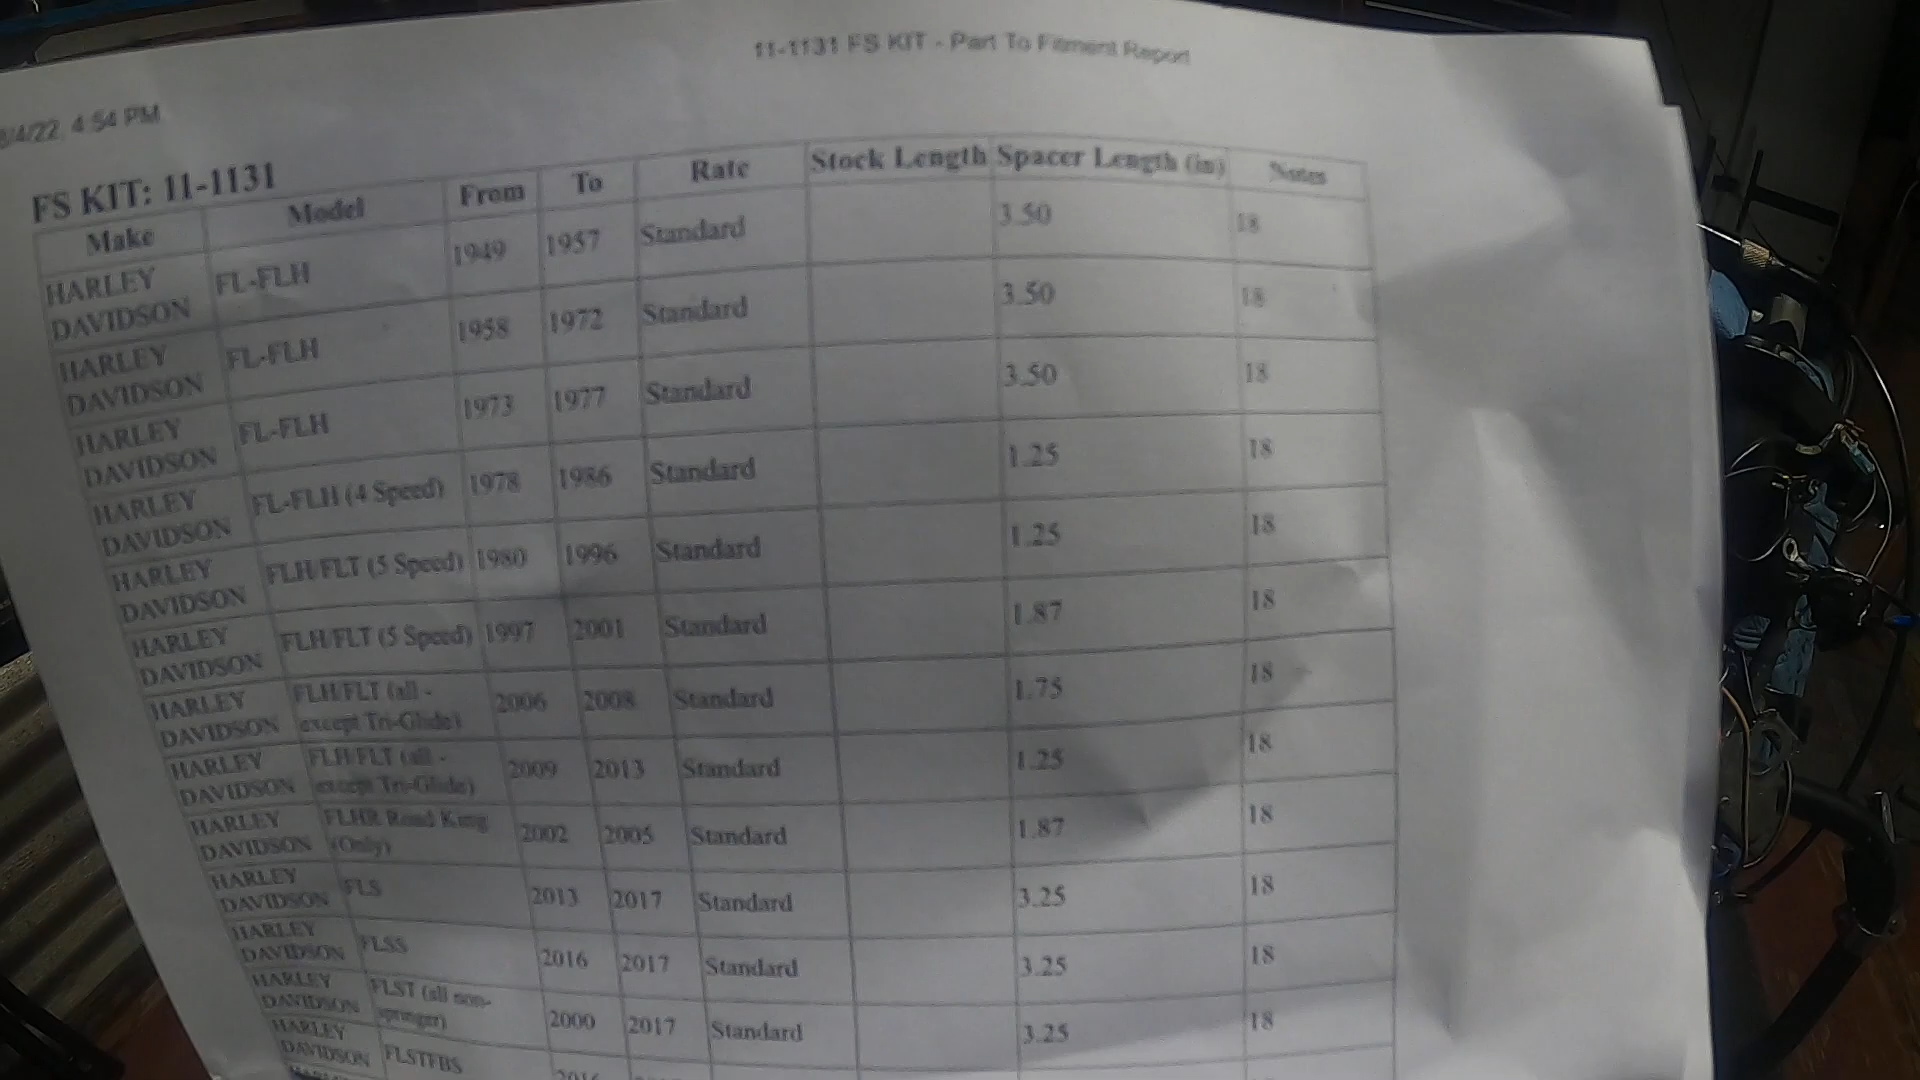 11-1131 FS KIT - Part To Fitment Report
8/4/22, 4:54 PM
FS KIT: 11-1131
Make Model From To Rate Stock Length Spacer Length (in) Notes
HARLEY DAVIDSON FL-FLH 1949 1957 Standard 3.50 18
HARLEY DAVIDSON FL-FLH 1958 1972 Standard 3.50 18
HARLEY DAVIDSON FL-FLH 1973 1977 Standard 3.50 18
HARLEY DAVIDSON FL-FLH (4 Speed) 1978 1986 Standard 1.25 18
HARLEY DAVIDSON FLH/FLT (5 Speed) 1980 1996 Standard 1.25 18
HARLEY DAVIDSON FLH/FLT (5 Speed) 1997 2001 Standard 1.87 18
HARLEY DAVIDSON FLH/FLT (all - except Tri-Glide) 2006 2008 Standard 1.75 18
HARLEY DAVIDSON FLH/FLT (all - except Tri-Glide) 2009 2013 Standard 1.25 18
HARLEY DAVIDSON FLHR Road King (Only) 2002 2005 Standard 1.87 18
HARLEY DAVIDSON FLS 2013 2017 Standard 3.25 18
HARLEY DAVIDSON FLSS 2016 2017 Standard 3.25 18
HARLEY DAVIDSON FLST (all non-springer) 2000 2017 Standard 3.25 18
HARLEY DAVIDSON FLSTFBS 2016